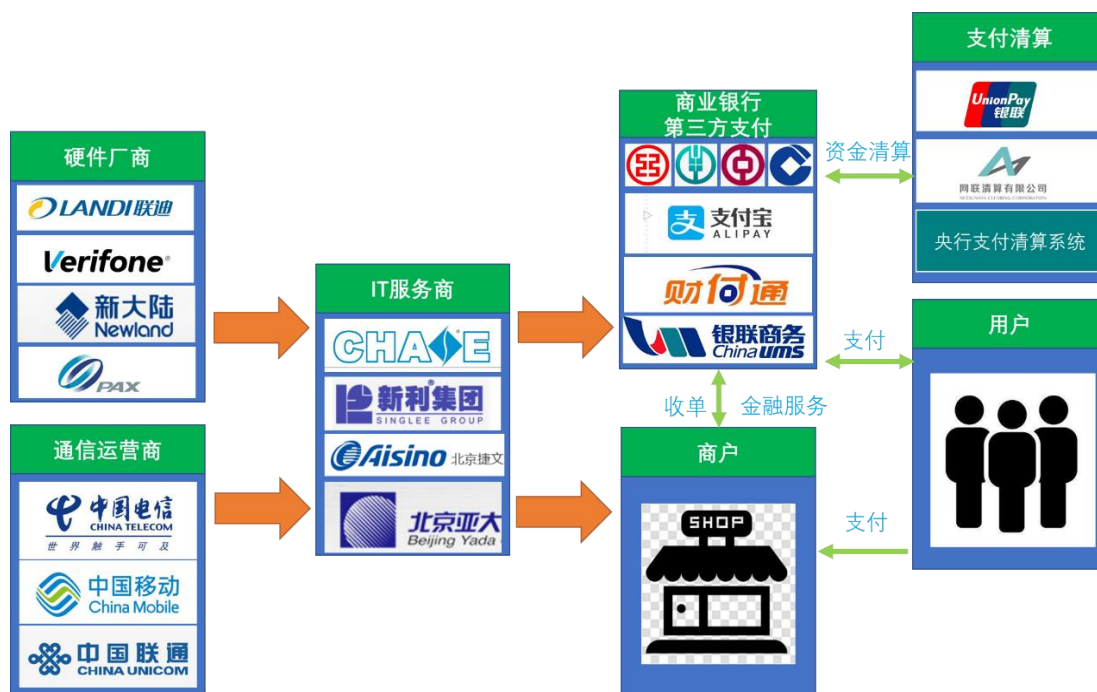 硬件厂商
LANDI联迪
Verifone
新大陆
Newland
PAX
通信运营商
中国电信
CHINA TELECOM
世界触手可及
中国移动
China Mobile
中国联通
CHINA UNICOM
IT服务商
CHASE
新利集团
SINGLEE GROUP
Aisino 北京捷文
北京亚大
Beijing Yada
商业银行
第三方支付
支付宝
ALIPAY
财付通
银联商务
China ums
收单
金融服务
商户
SHOP
资金清算
支付
支付
支付清算
UnionPay
银联
网联清算有限公司
NETSUNION CLEARING CORPORATION
央行支付清算系统
用户